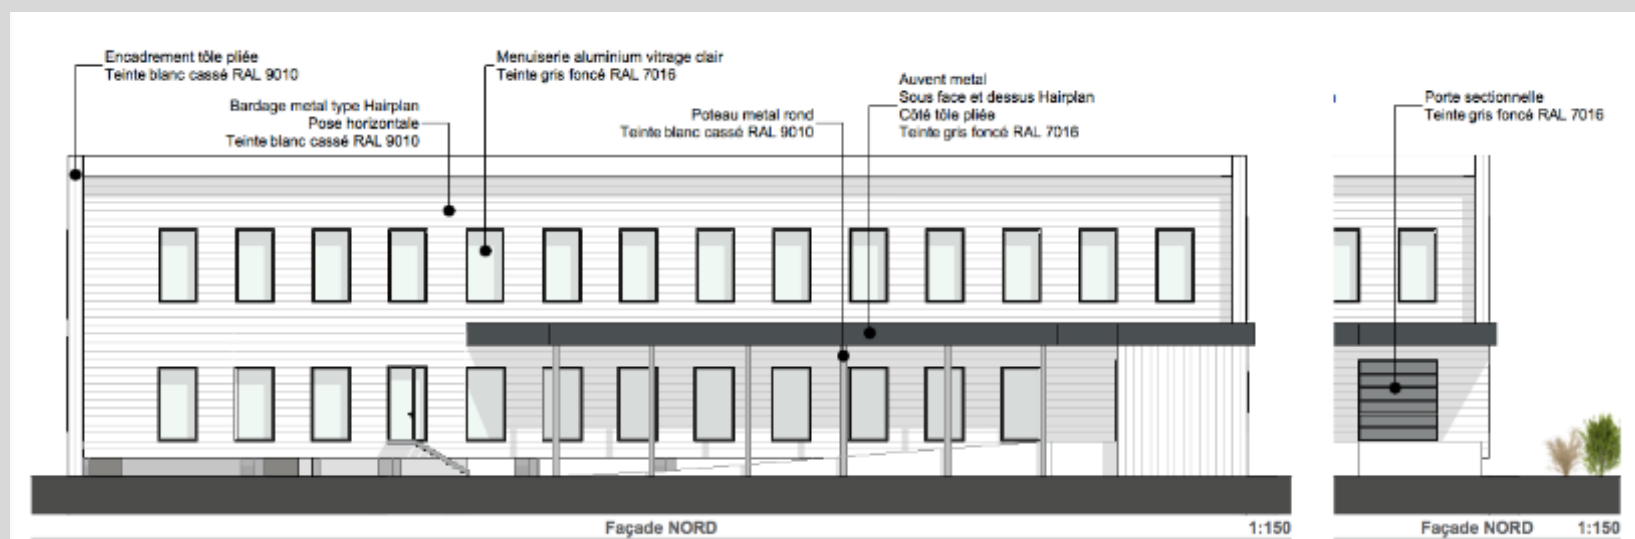 Encadrement tôle pliée
Teinte blanc cassé RAL 9010
Bardage metal type Hairplan
Pose horizontale
Teinte blanc cassé RAL 9010
Menuiserie aluminium vitrage clair
Teinte gris foncé RAL 7016
Poteau metal rond
Teinte blanc cassé RAL 9010
Auvent metal
Sous face et dessus Hairplan
Côté tôle pliée
Teinte gris foncé RAL 7016
Porte sectionnelle
Teinte gris foncé RAL 7016
Façade NORD
1:150
Façade NORD
1:150